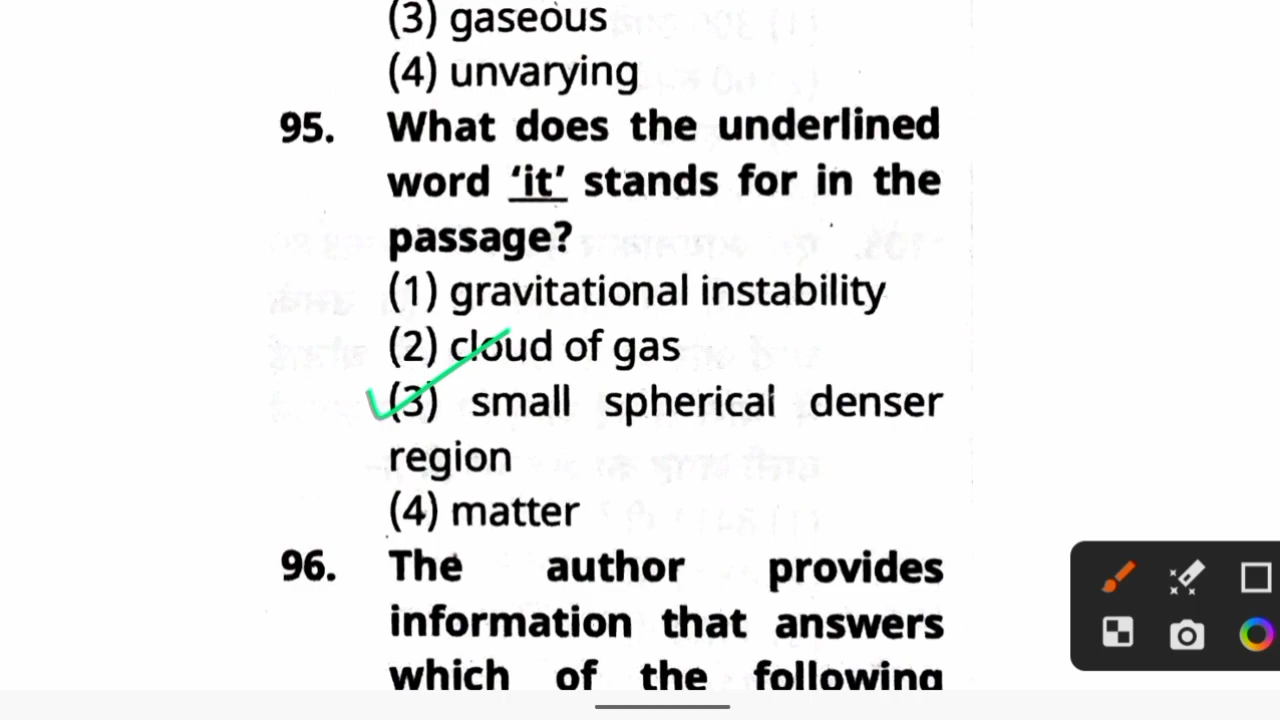 (3) gaseous
(4) unvarying
95. What does the underlined
word ‘it’ stands for in the
passage?
(1) gravitational instability
(2) cloud of gas
(3) small spherical denser
region
(4) matter
96. The author provides
information that answers
which of the following